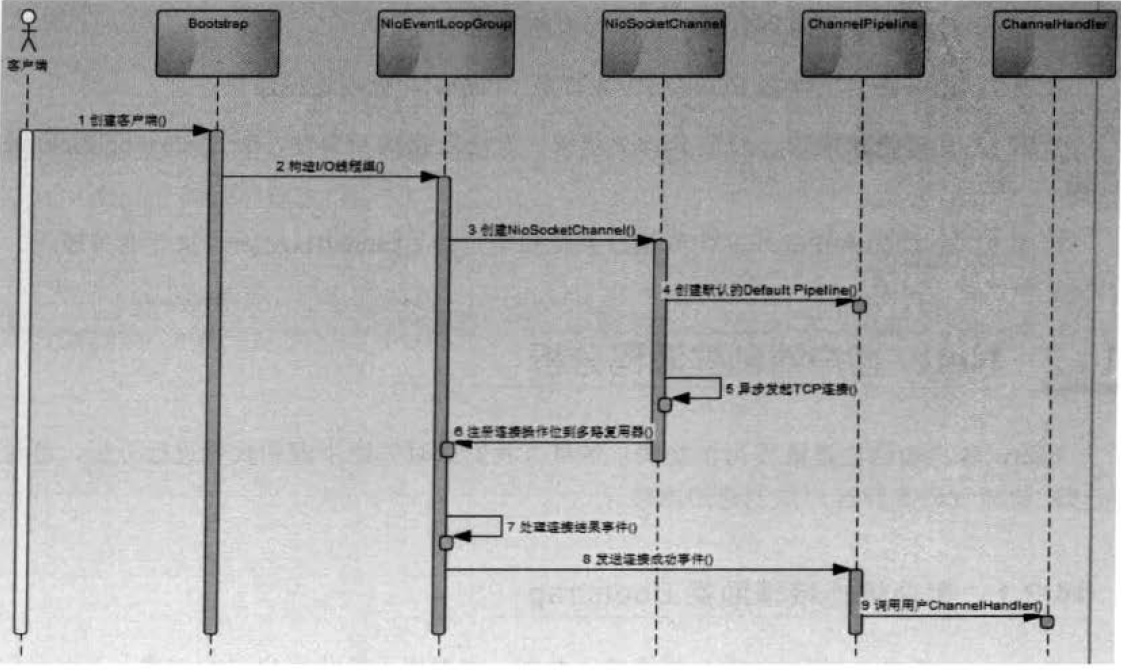 Bootstrap
NioEventLoopGroup
NioSocketChannel
ChannelPipeline
ChannelHandler
客户端
1 创建客户端()
2 构造I/O线程组()
3 创建NioSocketChannel()
4 创建默认的Default Pipeline()
5 异步发起TCP连接()
6 注册连接操作位到多路复用器()
7 处理连接结果事件()
8 发送连接成功事件()
9 调用用户ChannelHandler()